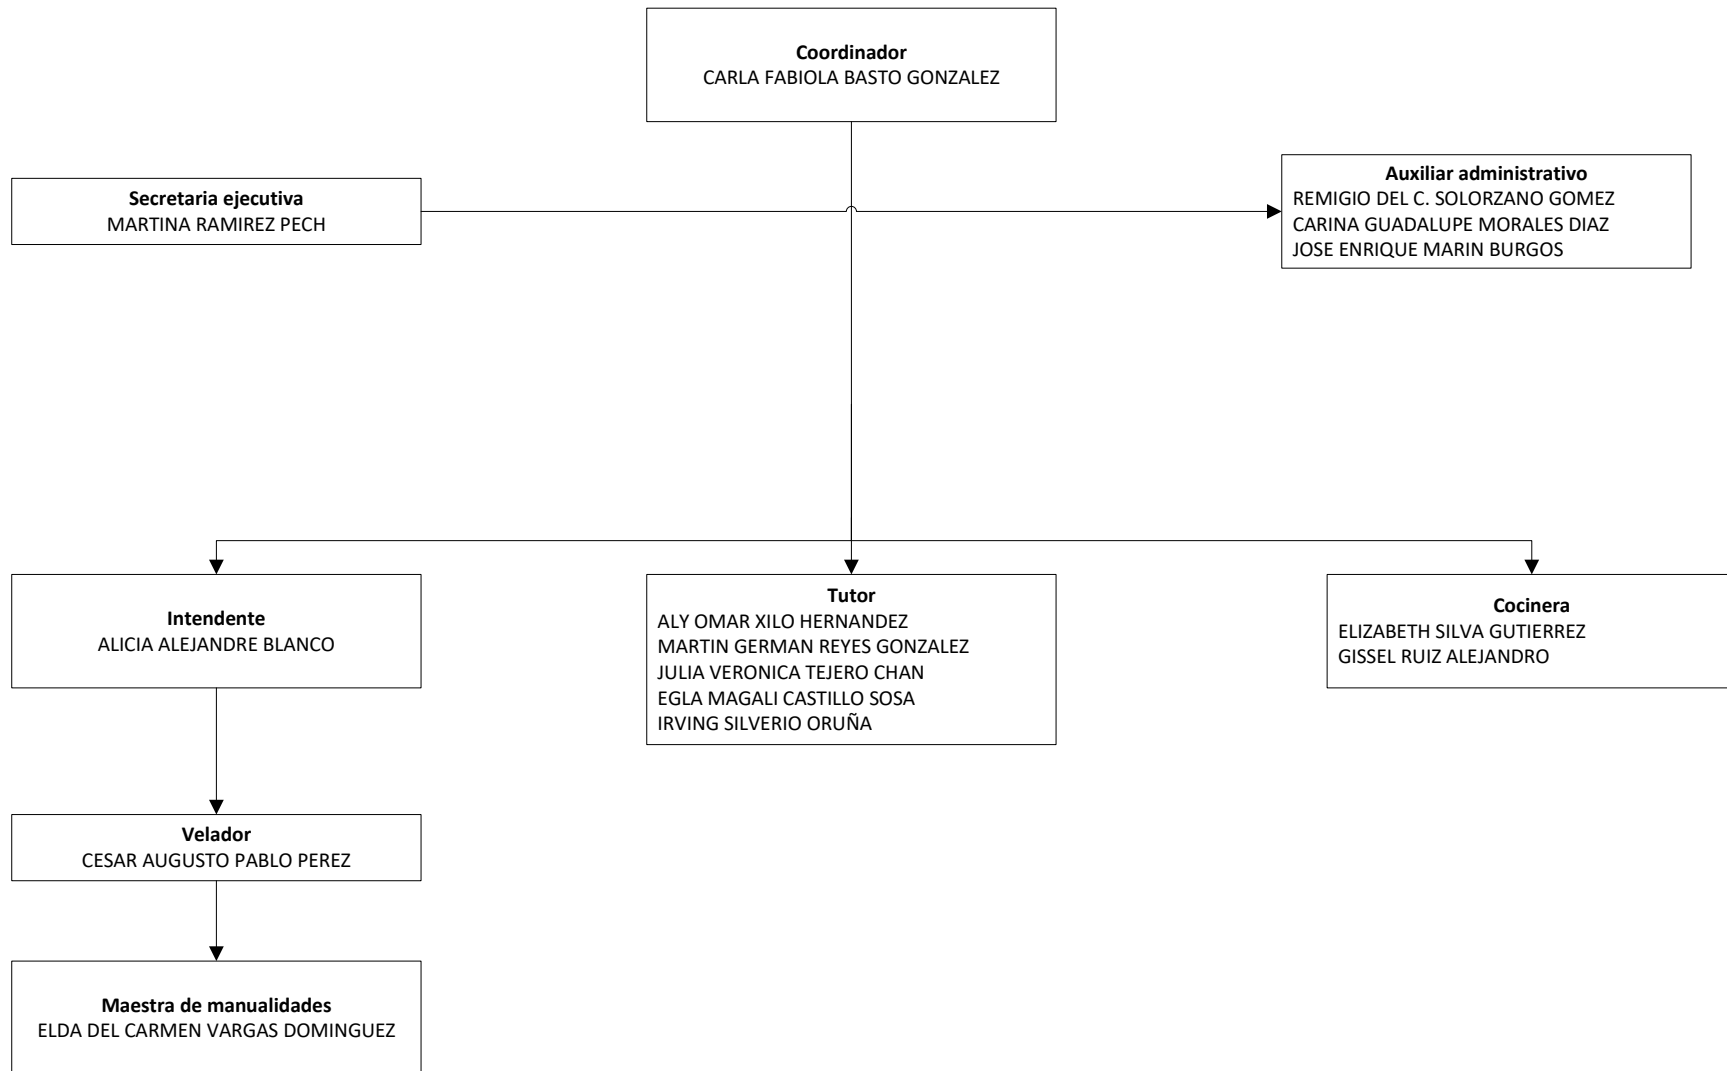 Coordinador
CARLA FABIOLA BASTO GONZALEZ
Secretaria ejecutiva
MARTINA RAMIREZ PECH
Auxiliar administrativo
REMIGIO DEL C. SOLORZANO GOMEZ
CARINA GUADALUPE MORALES DIAZ
JOSE ENRIQUE MARIN BURGOS
Intendente
ALICIA ALEJANDRE BLANCO
Tutor
ALY OMAR XILO HERNANDEZ
MARTIN GERMAN REYES GONZALEZ
JULIA VERONICA TEJERO CHAN
EGLA MAGALI CASTILLO SOSA
IRVING SILVERIO ORUÑA
Cocinera
ELIZABETH SILVA GUTIERREZ
GISSEL RUIZ ALEJANDRO
Velador
CESAR AUGUSTO PABLO PEREZ
Maestra de manualidades
ELDA DEL CARMEN VARGAS DOMINGUEZ